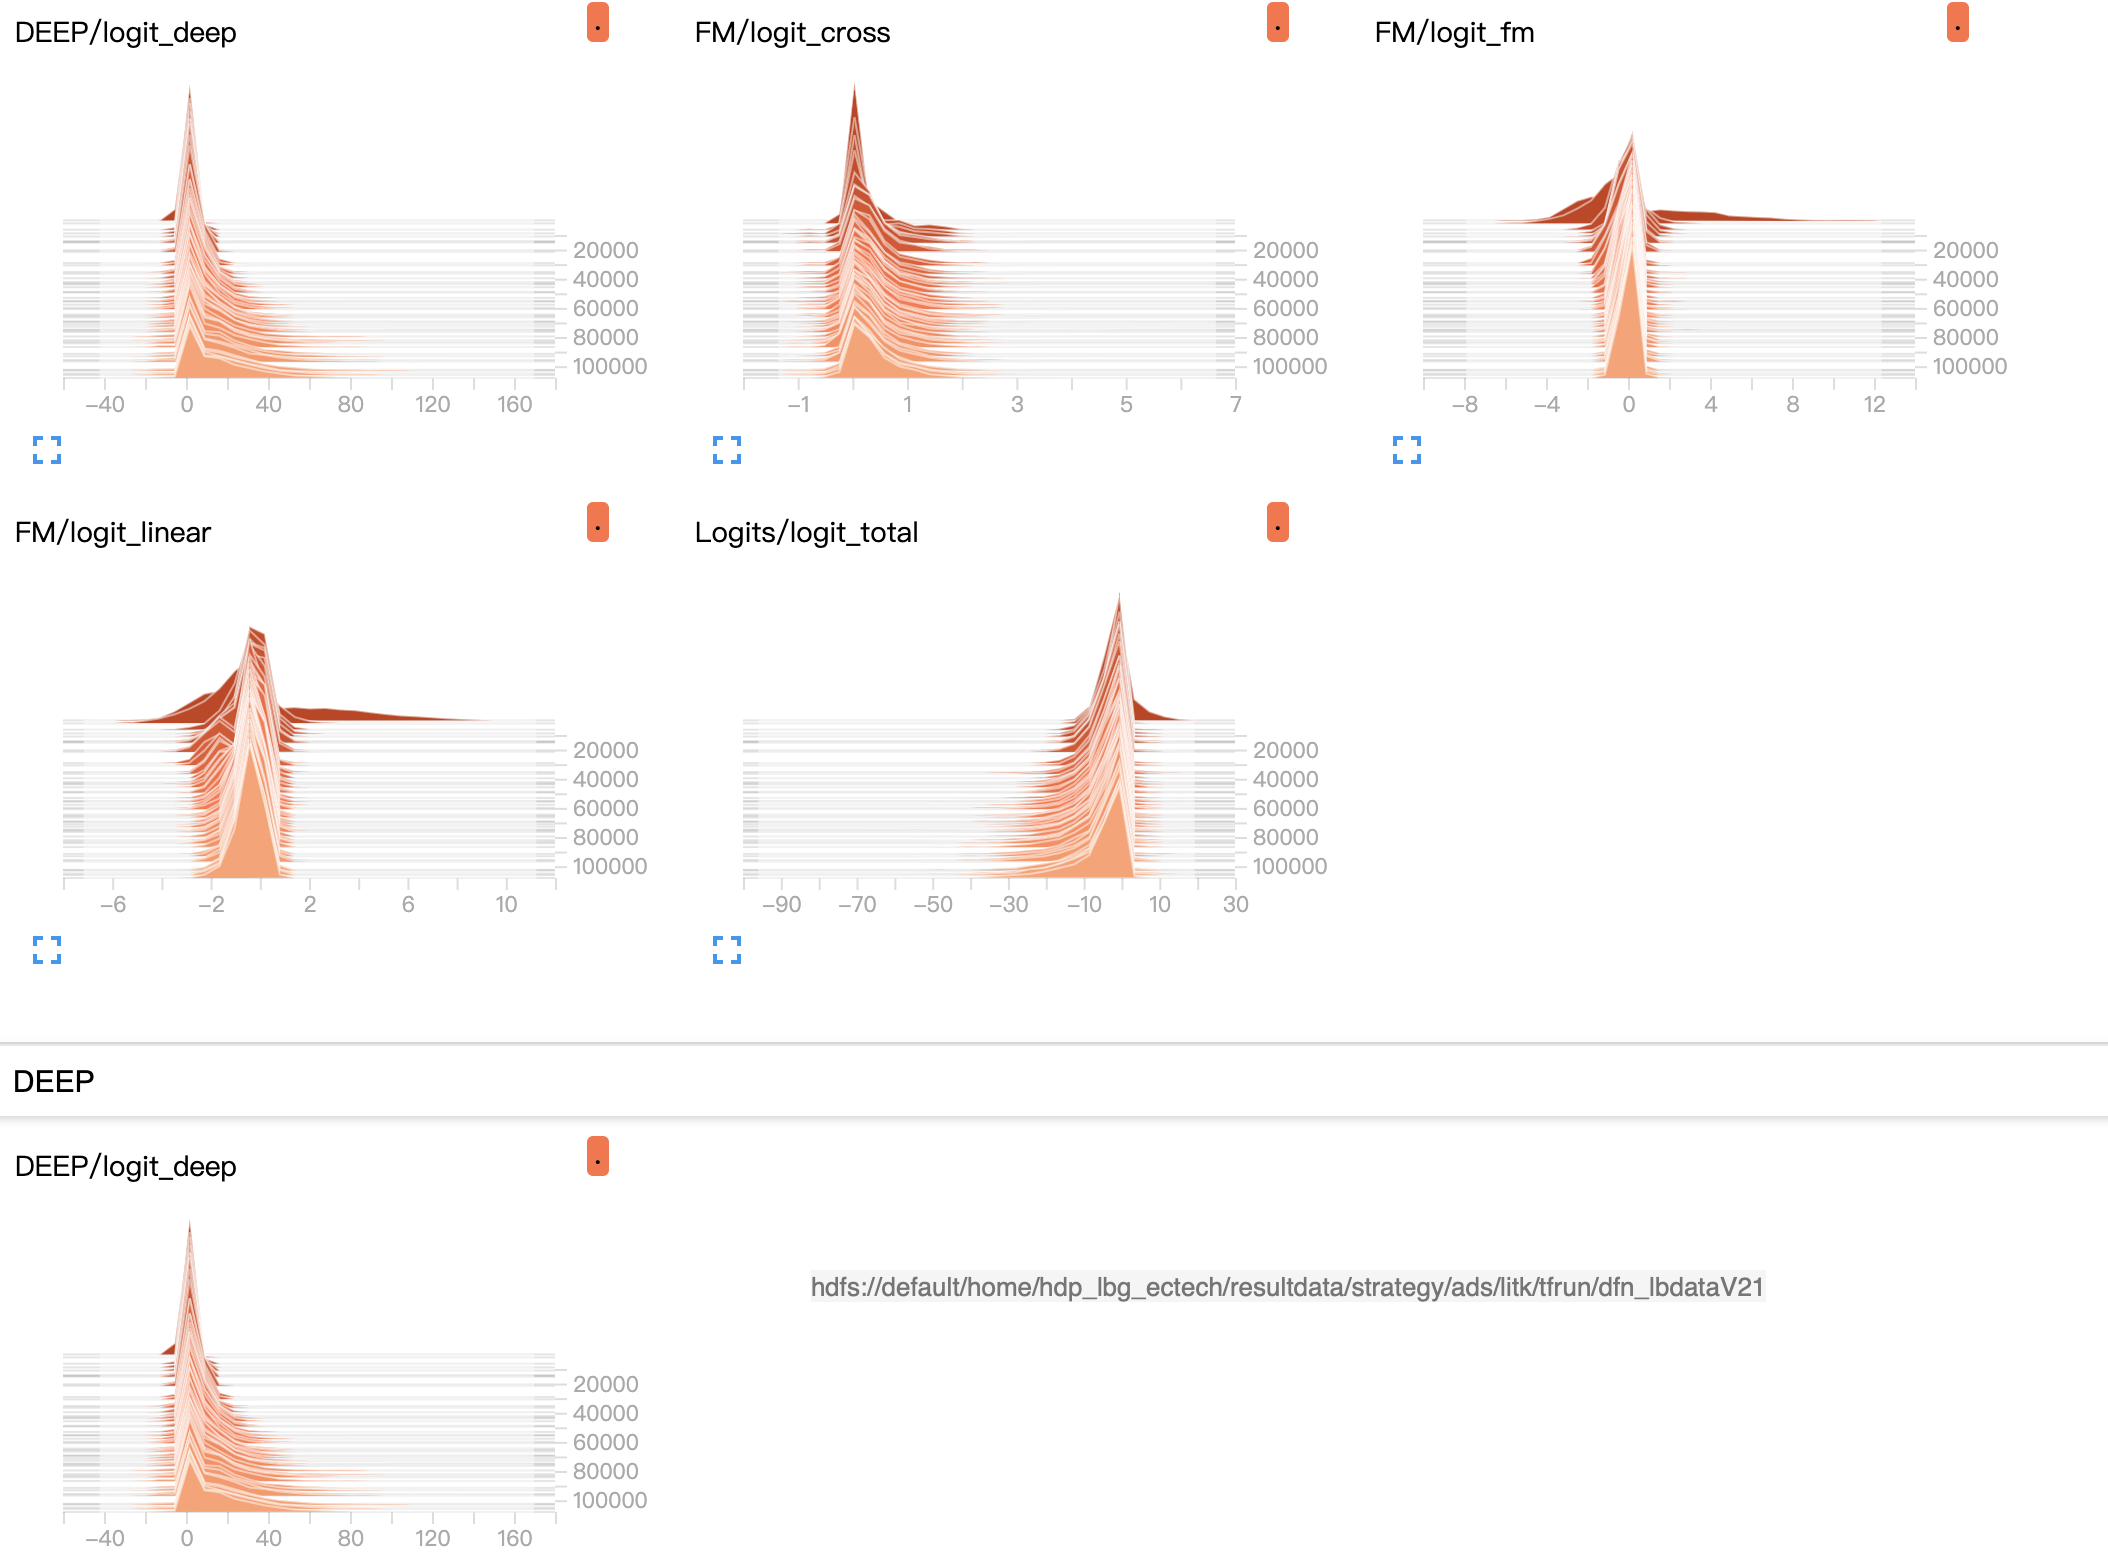 DEEP/logit_deep
.
FM/logit_cross
.
FM/logit_fm
.
20000
40000
60000
80000
100000
−40 0 40 80 120 160
20000
40000
60000
80000
100000
−1 1 3 5 7
20000
40000
60000
80000
100000
−8 −4 0 4 8 12
FM/logit_linear
.
Logits/logit_total
.
20000
40000
60000
80000
100000
−6 −2 2 6 10
20000
40000
60000
80000
100000
−90 −70 −50 −30 −10 10 30
DEEP
DEEP/logit_deep
.
hdfs://default/home/hdp_lbg_ectech/resultdata/strategy/ads/litk/tfrun/dfn_lbdataV21
20000
40000
60000
80000
100000
−40 0 40 80 120 160